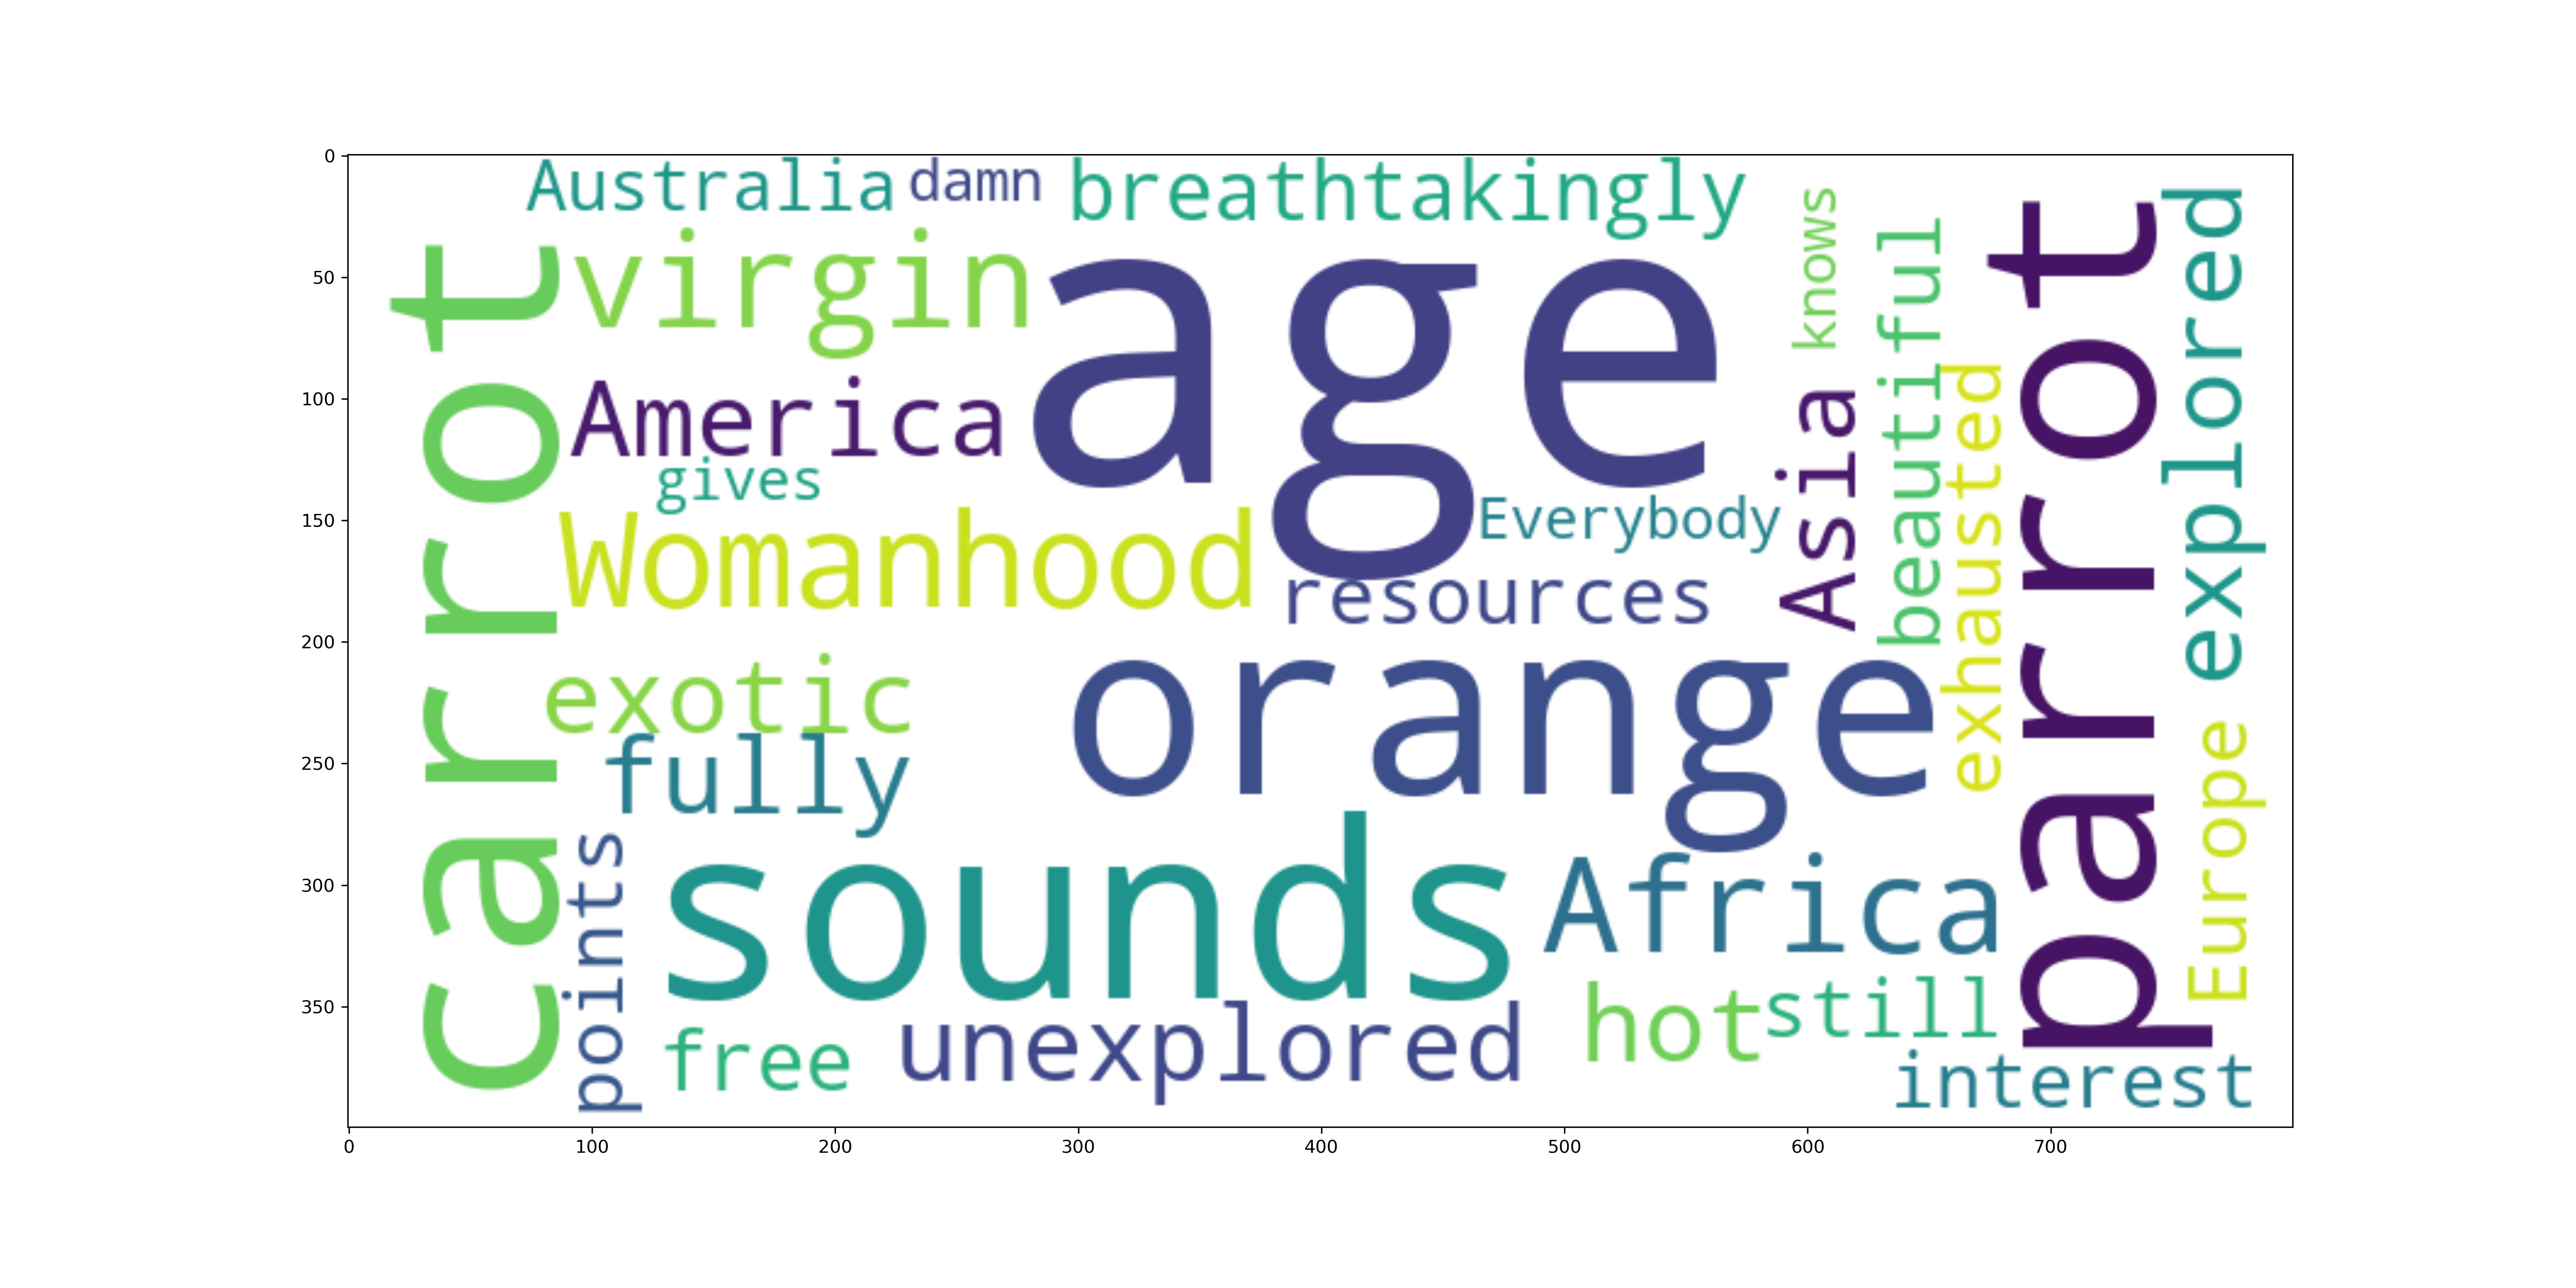 Australia
damn
breathtakingly
virgin
age
knows
beautiful
carrot
parrot
explored
America
gives
Womanhood
Everybody
Asia
exhausted
resources
exotic
orange
fully
Europe
points
sounds
Africa
free
unexplored
hot
still
interest
0
50
100
150
200
250
300
350
0
100
200
300
400
500
600
700